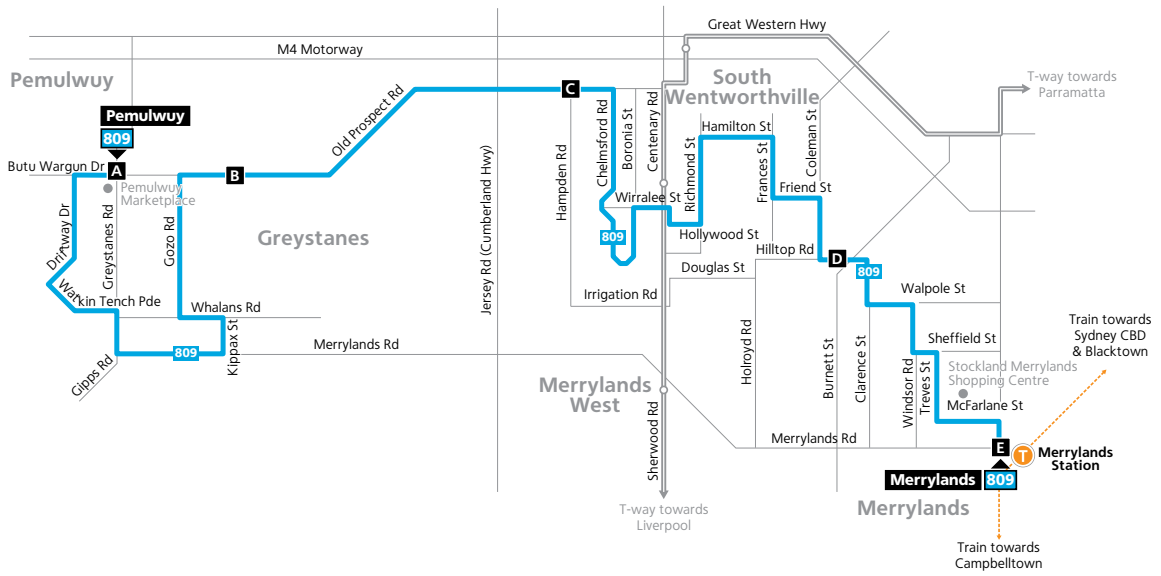 Great Western Hwy
M4 Motorway
Pemulwuy
South
Wentworthville
T-way towards
Parramatta
Pemulwuy
809
C
Old Prospect Rd
Chelmsford Rd
Boronia St
Centenary Rd
Hamilton St
Coleman St
Butu Wargun Dr
A
B
Pemulwuy
Marketplace
Hampden Rd
Richmond St
Frances St
Friend St
Wirralee St
Driftway Dr
Greystanes Rd
Gozo Rd
Greystanes
Jersey Rd (Cumberland Hwy)
809
Hollywood St
Hilltop Rd
D
809
Douglas St
Watkin Tench Pde
Whalans Rd
Irrigation Rd
Walpole St
Kippax St
809
Merrylands Rd
Gipps Rd
Holroyd Rd
Burnett St
Clarence St
Windsor Rd
Treves St
Sheffield St
Stockland Merrylands
Shopping Centre
McFarlane St
Train towards
Sydney CBD
& Blacktown
Merrylands
West
Sherwood Rd
Merrylands Rd
E
T
Merrylands
Station
Merrylands
809
Merrylands
T-way towards
Liverpool
Train towards
Campbelltown